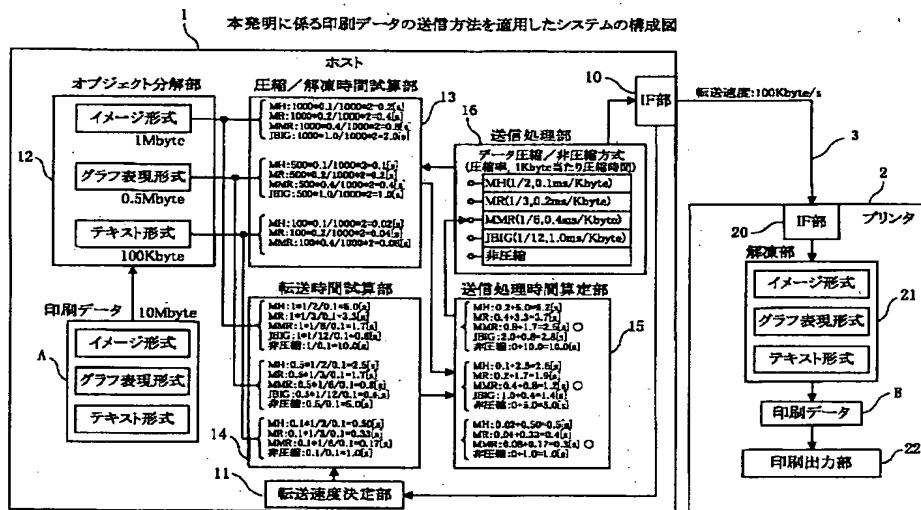 本発明に係る印刷データの送信方法を適用したシステムの構成図
1
ホスト
オブジェクト分解部
12
イメージ形式
1Mbyte
グラフ表現形式
0.5Mbyte
テキスト形式
100Kbyte
印刷データ
10Mbyte
A
イメージ形式
グラフ表現形式
テキスト形式
圧縮/解凍時間試算部
13
MH:1000*0.1/1000*2=0.2[s]
MR:1000*0.2/1000*2=0.4[s]
MMR:1000*0.4/1000*2=0.8[s]
JBIG:1000*1.0/1000*2=2.0[s]
MH:500*0.1/1000*2=0.1[s]
MR:500*0.2/1000*2=0.2[s]
MMR:500*0.4/1000*2=0.4[s]
JBIG:500*1.0/1000*2=1.0[s]
MH:100*0.1/1000*2=0.02[s]
MR:100*0.2/1000*2=0.04[s]
MMR:100*0.4/1000*2=0.08[s]
転送時間試算部
14
MH:1*1/2/0.1=5.0[s]
MR:1*1/3/0.1=3.3[s]
MMR:1*1/6/0.1=1.7[s]
JBIG:1*1/12/0.1=0.8[s]
非圧縮:1/0.1=10.0[s]
MH:0.5*1/2/0.1=2.5[s]
MR:0.5*1/3/0.1=1.7[s]
MMR:0.5*1/6/0.1=0.8[s]
JBIG:0.5*1/12/0.1=0.4[s]
非圧縮:0.5/0.1=5.0[s]
MH:0.1*1/2/0.1=0.50[s]
MR:0.1*1/3/0.1=0.33[s]
MMR:0.1*1/6/0.1=0.17[s]
非圧縮:0.1/0.1=1.0[s]
11
転送速度決定部
10
IF部
16
送信処理部
データ圧縮/非圧縮方式
(圧縮率,1Kbyte当たり圧縮時間)
MH(1/2,0.1ms/Kbyte)
MR(1/3,0.2ms/Kbyte)
MMR(1/6,0.4ms/Kbyte)
JBIG(1/12,1.0ms/Kbyte)
非圧縮
送信処理時間算定部
15
MH:0.2+5.0=5.2[s]
MR:0.4+3.3=3.7[s]
MMR:0.8+1.7=2.5[s]○
JBIG:2.0+0.8=2.8[s]
非圧縮:0+10.0=10.0[s]
MH:0.1+2.5=2.6[s]
MR:0.2+1.7=1.9[s]
MMR:0.4+0.8=1.2[s]○
JBIG:1.0+0.4=1.4[s]
非圧縮:0+5.0=5.0[s]
MH:0.02+0.50=0.5[s]
MR:0.04+0.33=0.4[s]
MMR:0.08+0.17=0.3[s]○
非圧縮:0+1.0=1.0[s]
転送速度:100Kbyte/s
3
2
プリンタ
20
IF部
解凍部
21
イメージ形式
グラフ表現形式
テキスト形式
印刷データ
B
印刷出力部
22